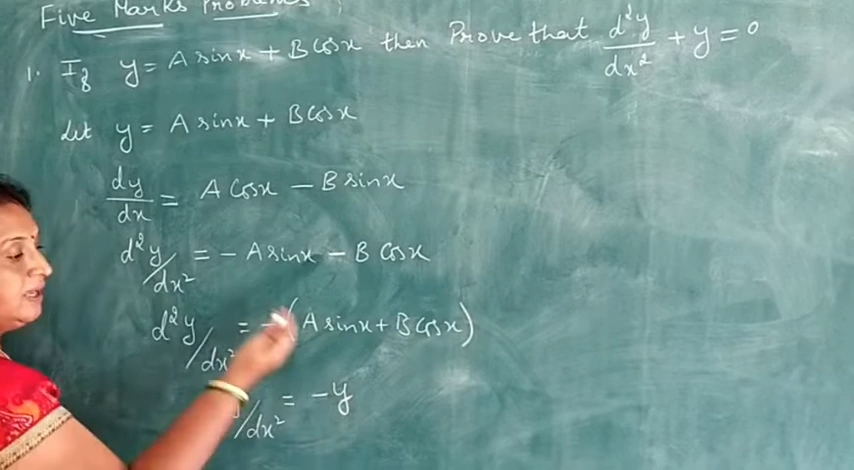 Five Marks Problems
1. If y = A sinx + B Cosx then Prove that d²y/dx² + y = 0
Let y = A sinx + B Cosx
dy/dx = A Cosx − B sinx
d²y/dx² = − A sinx − B Cosx
d²y/dx² = − (A sinx + B Cosx)
/dx² = −y